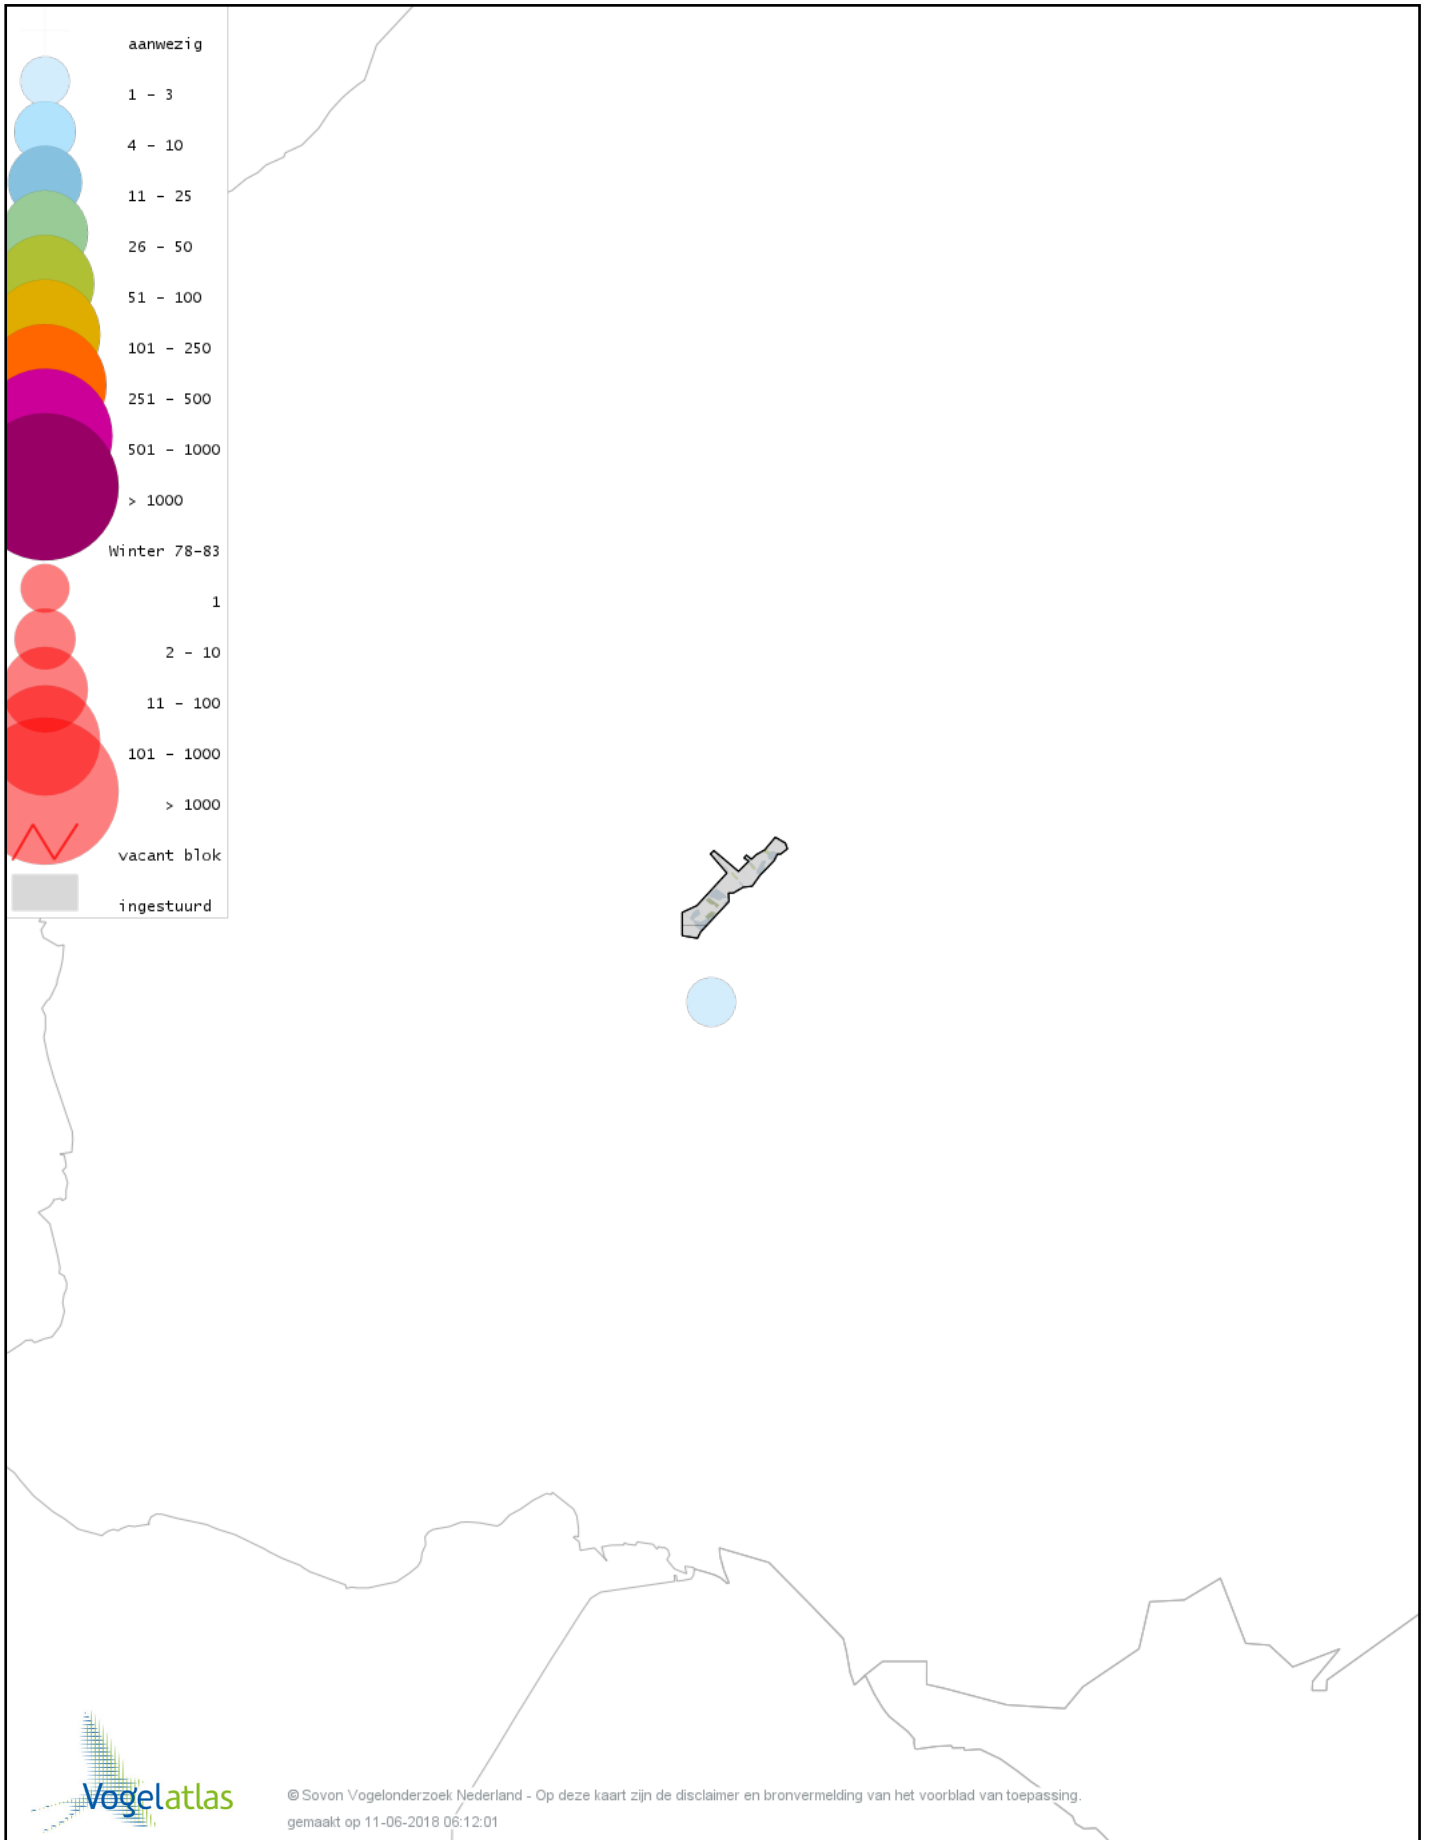 aanwezig
1 - 3
4 - 10
11 - 25
26 - 50
51 - 100
101 - 250
251 - 500
501 - 1000
> 1000
Winter 78-83
1
2 - 10
11 - 100
101 - 1000
> 1000
vacant blok
ingestuurd
Vogelatlas
© Sovon Vogelonderzoek Nederland - Op deze kaart zijn de disclaimer en bronvermelding van het voorblad van toepassing.
gemaakt op 11-06-2018 06:12:01